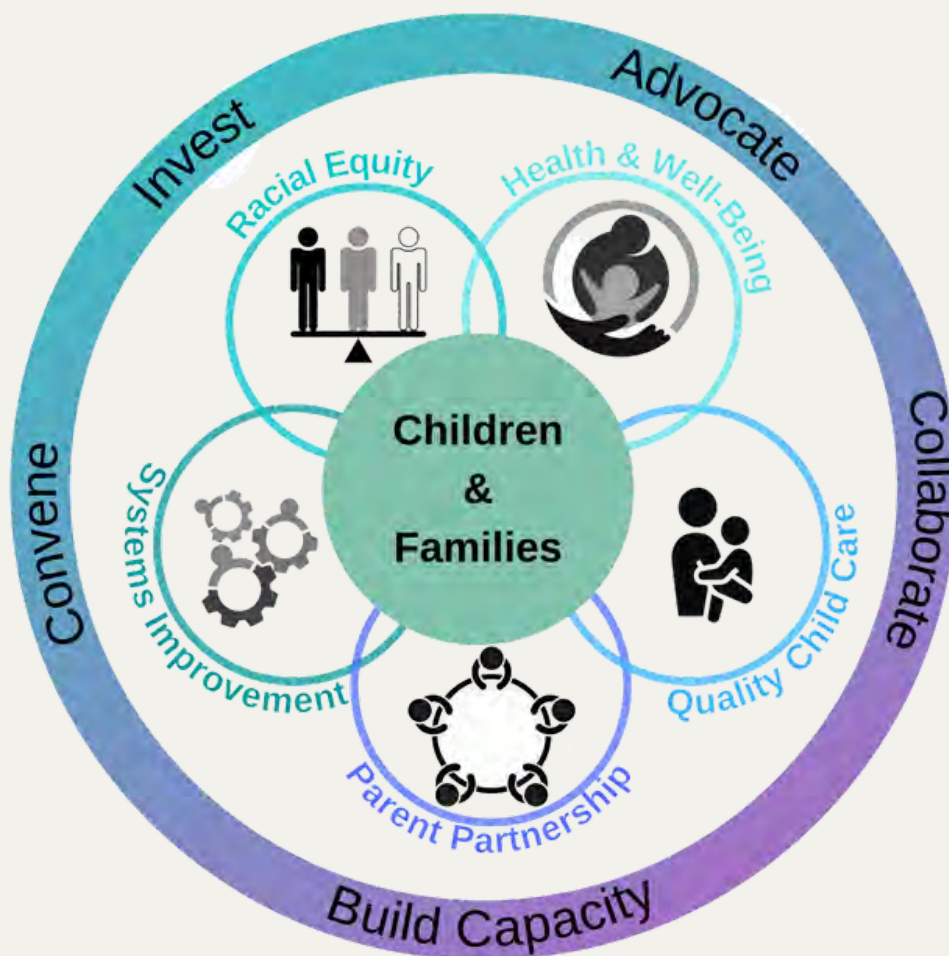 Invest
Advocate
Collaborate
Build Capacity
Convene
Racial Equity
Health & Well-Being
Quality Child Care
Parent Partnership
Systems Improvement
Children
&
Families